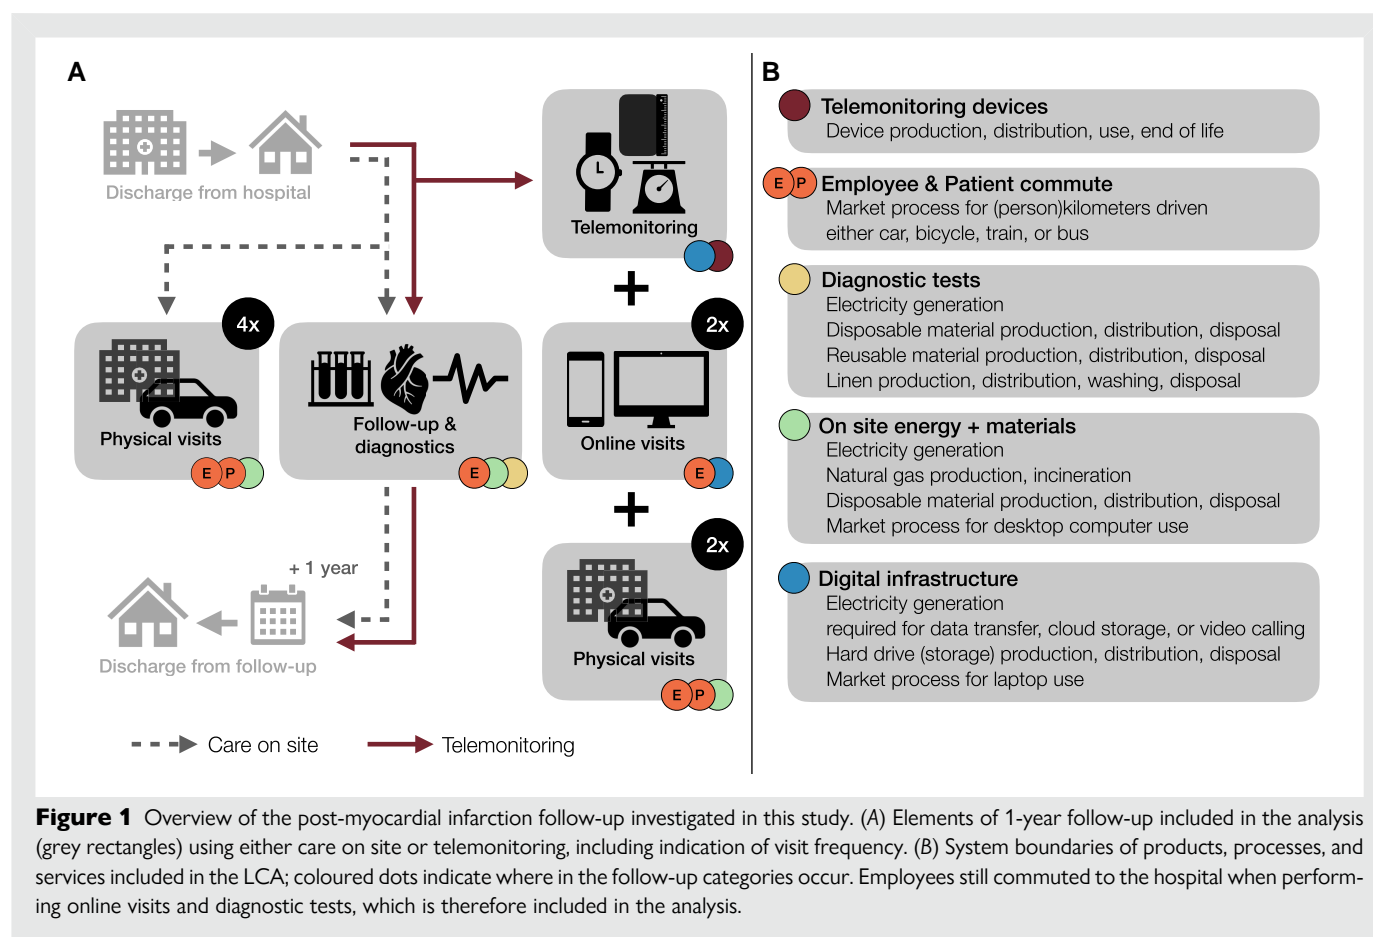 A
Discharge from hospital
Telemonitoring
4x
Physical visits
E P
Follow-up &
diagnostics
E
2x
Online visits
E
2x
Physical visits
E P
+ 1 year
Discharge from follow-up
Care on site
Telemonitoring
B
Telemonitoring devices
Device production, distribution, use, end of life
E P Employee & Patient commute
Market process for (person)kilometers driven
either car, bicycle, train, or bus
Diagnostic tests
Electricity generation
Disposable material production, distribution, disposal
Reusable material production, distribution, disposal
Linen production, distribution, washing, disposal
On site energy + materials
Electricity generation
Natural gas production, incineration
Disposable material production, distribution, disposal
Market process for desktop computer use
Digital infrastructure
Electricity generation
required for data transfer, cloud storage, or video calling
Hard drive (storage) production, distribution, disposal
Market process for laptop use
Figure 1 Overview of the post-myocardial infarction follow-up investigated in this study. (A) Elements of 1-year follow-up included in the analysis
(grey rectangles) using either care on site or telemonitoring, including indication of visit frequency. (B) System boundaries of products, processes, and
services included in the LCA; coloured dots indicate where in the follow-up categories occur. Employees still commuted to the hospital when perform-
ing online visits and diagnostic tests, which is therefore included in the analysis.